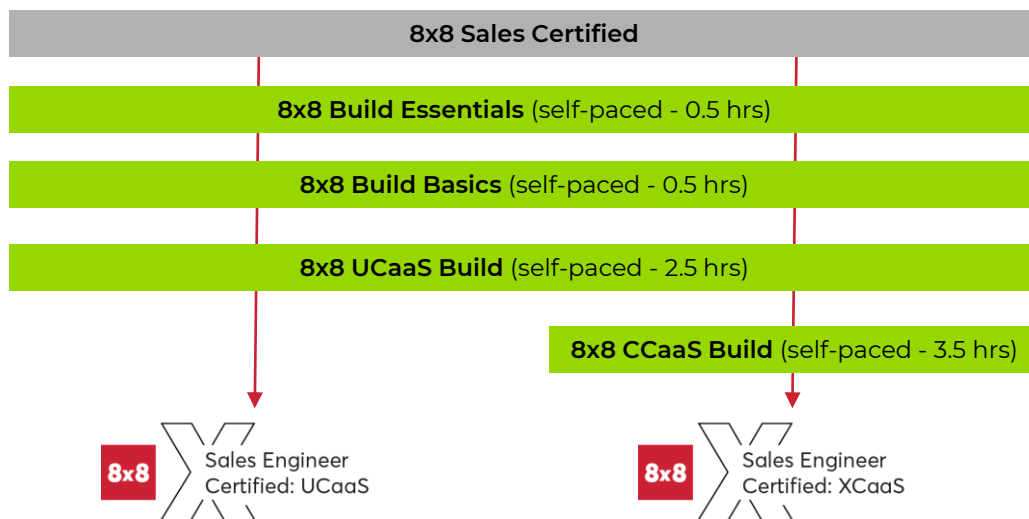 8x8 Sales Certified
8x8 Build Essentials (self-paced - 0.5 hrs)
8x8 Build Basics (self-paced - 0.5 hrs)
8x8 UCaaS Build (self-paced - 2.5 hrs)
8x8 CCaaS Build (self-paced - 3.5 hrs)
8x8
Sales Engineer
Certified: UCaaS
8x8
Sales Engineer
Certified: XCaaS